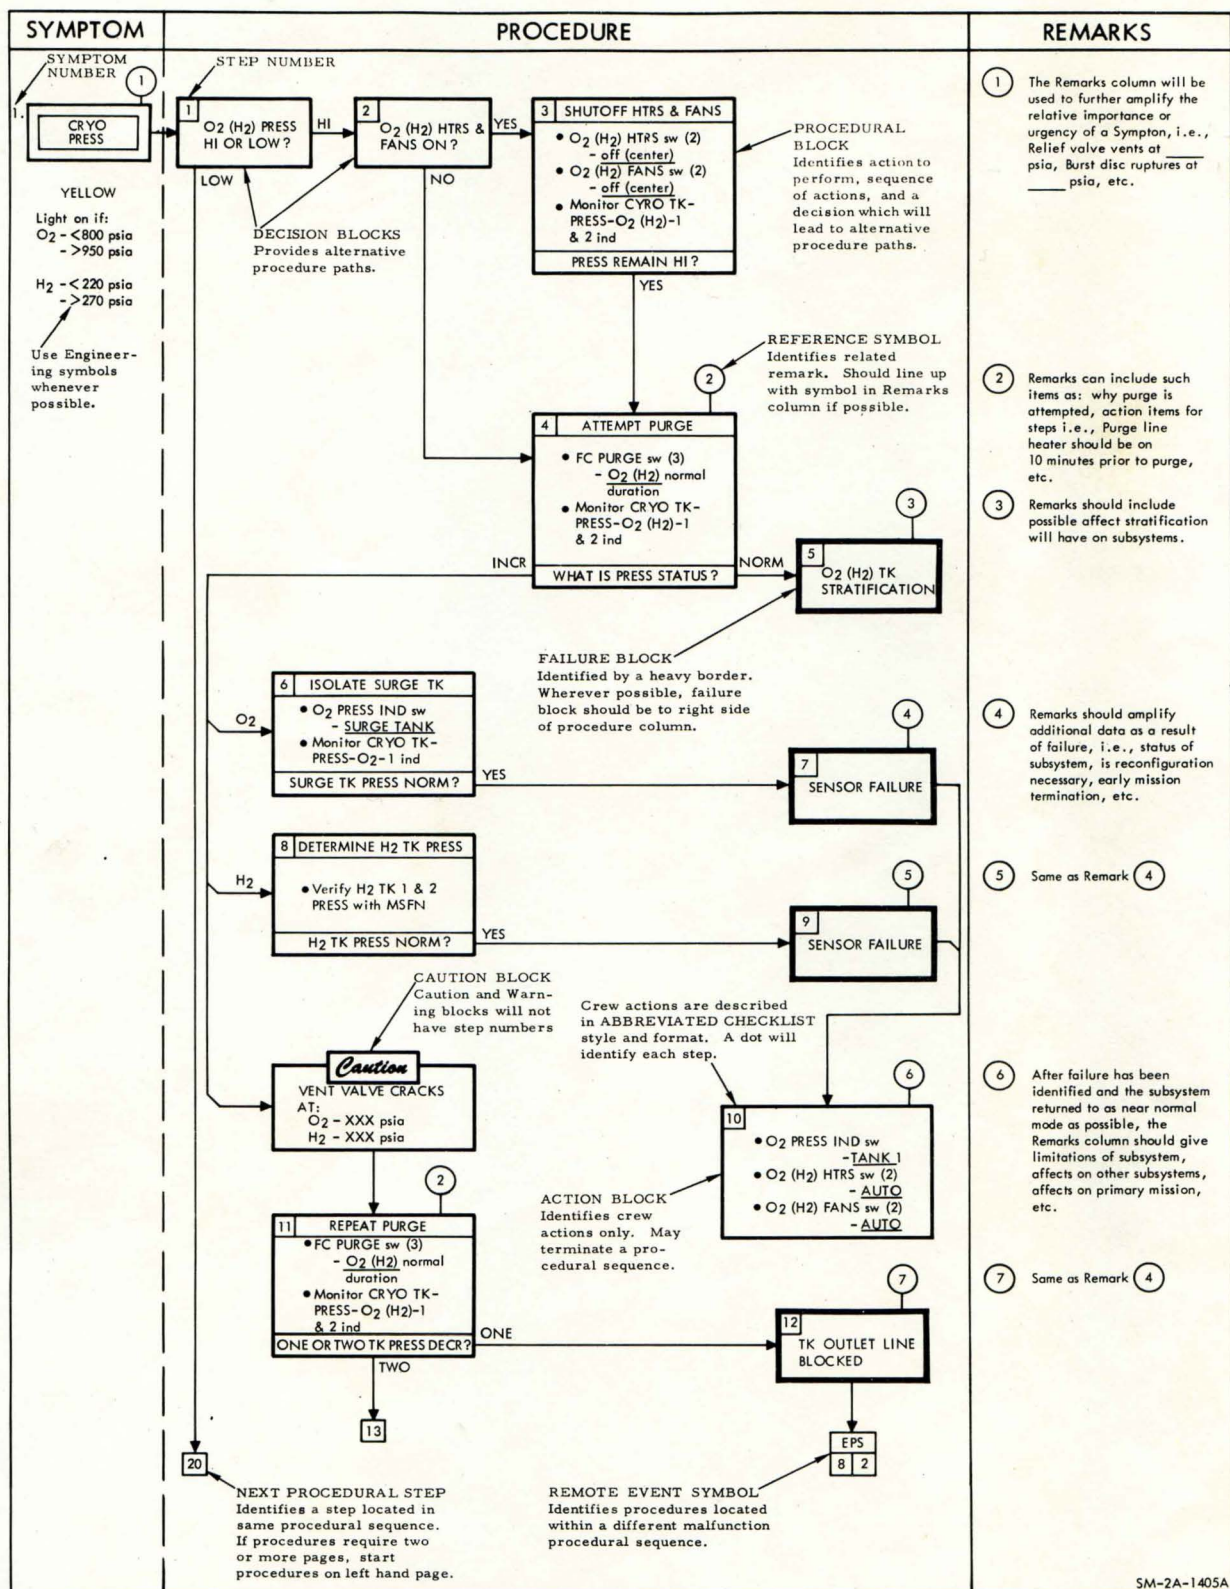 SYMPTOM
PROCEDURE
REMARKS
SYMPTOM
NUMBER
1
1.
CRYO
PRESS
YELLOW
Light on if:
O2 - <800 psia
- >950 psia
H2 - <220 psia
- >270 psia
Use Engineer-
ing symbols
whenever
possible.
STEP NUMBER
1
O2 (H2) PRESS
HI OR LOW?
HI
LOW
2
O2 (H2) HTRS &
FANS ON?
YES
NO
DECISION BLOCKS
Provides alternative
procedure paths.
3 SHUTOFF HTRS & FANS
• O2 (H2) HTRS sw (2)
- off (center)
• O2 (H2) FANS sw (2)
- off (center)
• Monitor CYRO TK-
PRESS-O2 (H2)-1
& 2 ind
PRESS REMAIN HI?
YES
PROCEDURAL
BLOCK
Identifies action to
perform, sequence
of actions, and a
decision which will
lead to alternative
procedure paths.
REFERENCE SYMBOL
Identifies related
remark. Should line up
with symbol in Remarks
column if possible.
2
4 ATTEMPT PURGE
• FC PURGE sw (3)
- O2 (H2) normal
duration
• Monitor CRYO TK-
PRESS-O2 (H2)-1
& 2 ind
WHAT IS PRESS STATUS?
INCR
NORM
3
5
O2 (H2) TK
STRATIFICATION
FAILURE BLOCK
Identified by a heavy border.
Wherever possible, failure
block should be to right side
of procedure column.
O2
6 ISOLATE SURGE TK
• O2 PRESS IND sw
- SURGE TANK
• Monitor CRYO TK-
PRESS-O2-1 ind
SURGE TK PRESS NORM?
YES
4
7
SENSOR FAILURE
H2
8 DETERMINE H2 TK PRESS
• Verify H2 TK 1 & 2
PRESS with MSFN
H2 TK PRESS NORM?
YES
5
9
SENSOR FAILURE
CAUTION BLOCK
Caution and Warn-
ing blocks will not
have step numbers
Caution
VENT VALVE CRACKS
AT:
O2 - XXX psia
H2 - XXX psia
Crew actions are described
in ABBREVIATED CHECKLIST
style and format. A dot will
identify each step.
6
10
• O2 PRESS IND sw
-TANK 1
• O2 (H2) HTRS sw (2)
- AUTO
• O2 (H2) FANS sw (2)
- AUTO
ACTION BLOCK
Identifies crew
actions only. May
terminate a pro-
cedural sequence.
2
11 REPEAT PURGE
• FC PURGE sw (3)
- O2 (H2) normal
duration
• Monitor CRYO TK-
PRESS-O2 (H2)-1
& 2 ind
ONE OR TWO TK PRESS DECR?
ONE
TWO
7
12
TK OUTLET LINE
BLOCKED
13
20
EPS
8 2
NEXT PROCEDURAL STEP
Identifies a step located in
same procedural sequence.
If procedures require two
or more pages, start
procedures on left hand page.
REMOTE EVENT SYMBOL
Identifies procedures located
within a different malfunction
procedural sequence.
1 The Remarks column will be
used to further amplify the
relative importance or
urgency of a Sympton, i.e.,
Relief valve vents at _____
psia, Burst disc ruptures at
_____ psia, etc.
2 Remarks can include such
items as: why purge is
attempted, action items for
steps i.e., Purge line
heater should be on
10 minutes prior to purge,
etc.
3 Remarks should include
possible affect stratification
will have on subsystems.
4 Remarks should amplify
additional data as a result
of failure, i.e., status of
subsystem, is reconfiguration
necessary, early mission
termination, etc.
5 Same as Remark 4
6 After failure has been
identified and the subsystem
returned to as near normal
mode as possible, the
Remarks column should give
limitations of subsystem,
affects on other subsystems,
affects on primary mission,
etc.
7 Same as Remark 4
SM-2A-1405A